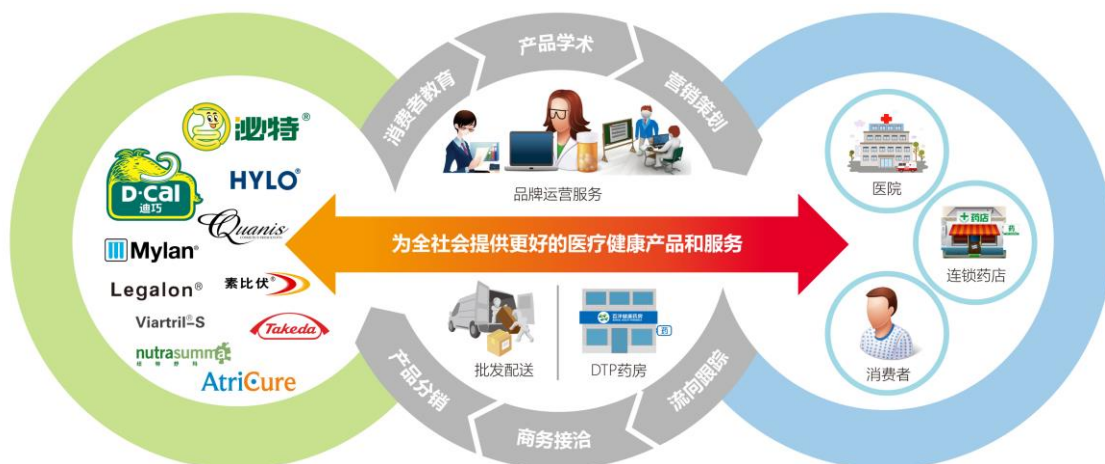 泌特®
D-Cal
迪巧
HYLO®
Quanis
Mylan®
Legalon®
素比伏®
Viartril®-S
Takeda
nutrasumma
AtriCure
消费者教育
产品学术
营销策划
品牌运营服务
为全社会提供更好的医疗健康产品和服务
批发配送
药
DTP药房
产品分销
商务接洽
流向跟踪
医院
药店
药
连锁药店
消费者